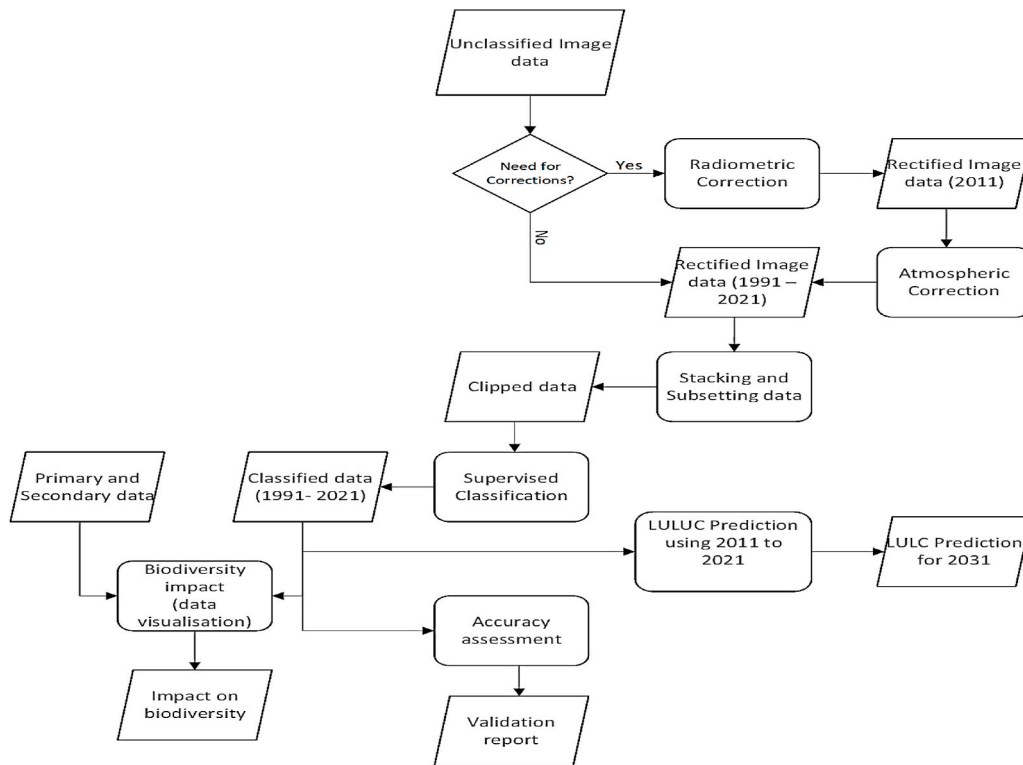 Unclassified Image
data
Need for
Corrections?
Yes
Radiometric
Correction
Rectified Image
data (2011)
No
Rectified Image
data (1991 –
2021)
Atmospheric
Correction
Clipped data
Stacking and
Subsetting data
Primary and
Secondary data
Classified data
(1991- 2021)
Supervised
Classification
LULUC Prediction
using 2011 to
2021
LULC Prediction
for 2031
Biodiversity
impact
(data
visualisation)
Accuracy
assessment
Impact on
biodiversity
Validation
report